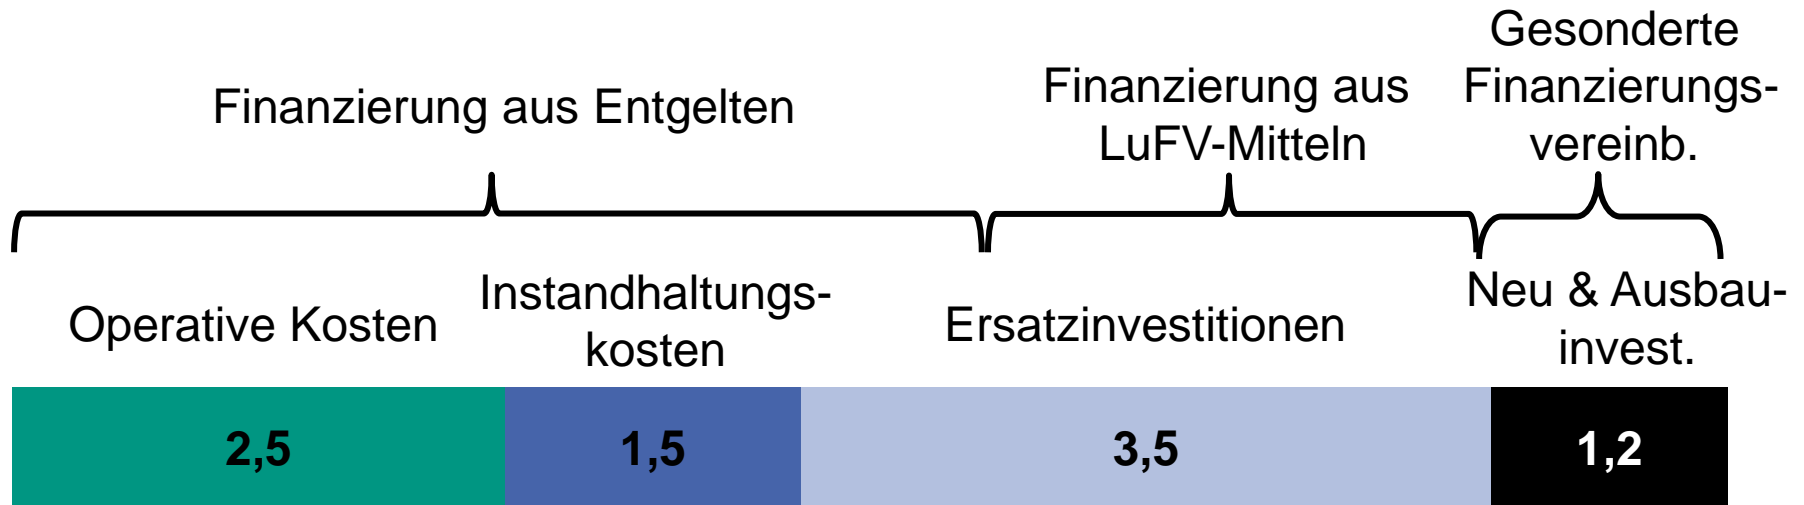 Finanzierung aus Entgelten
Finanzierung aus
LuFV-Mitteln
Gesonderte
Finanzierungs-
vereinb.
Operative Kosten
Instandhaltungs-
kosten
Ersatzinvestitionen
Neu & Ausbau-
invest.
2,5
1,5
3,5
1,2